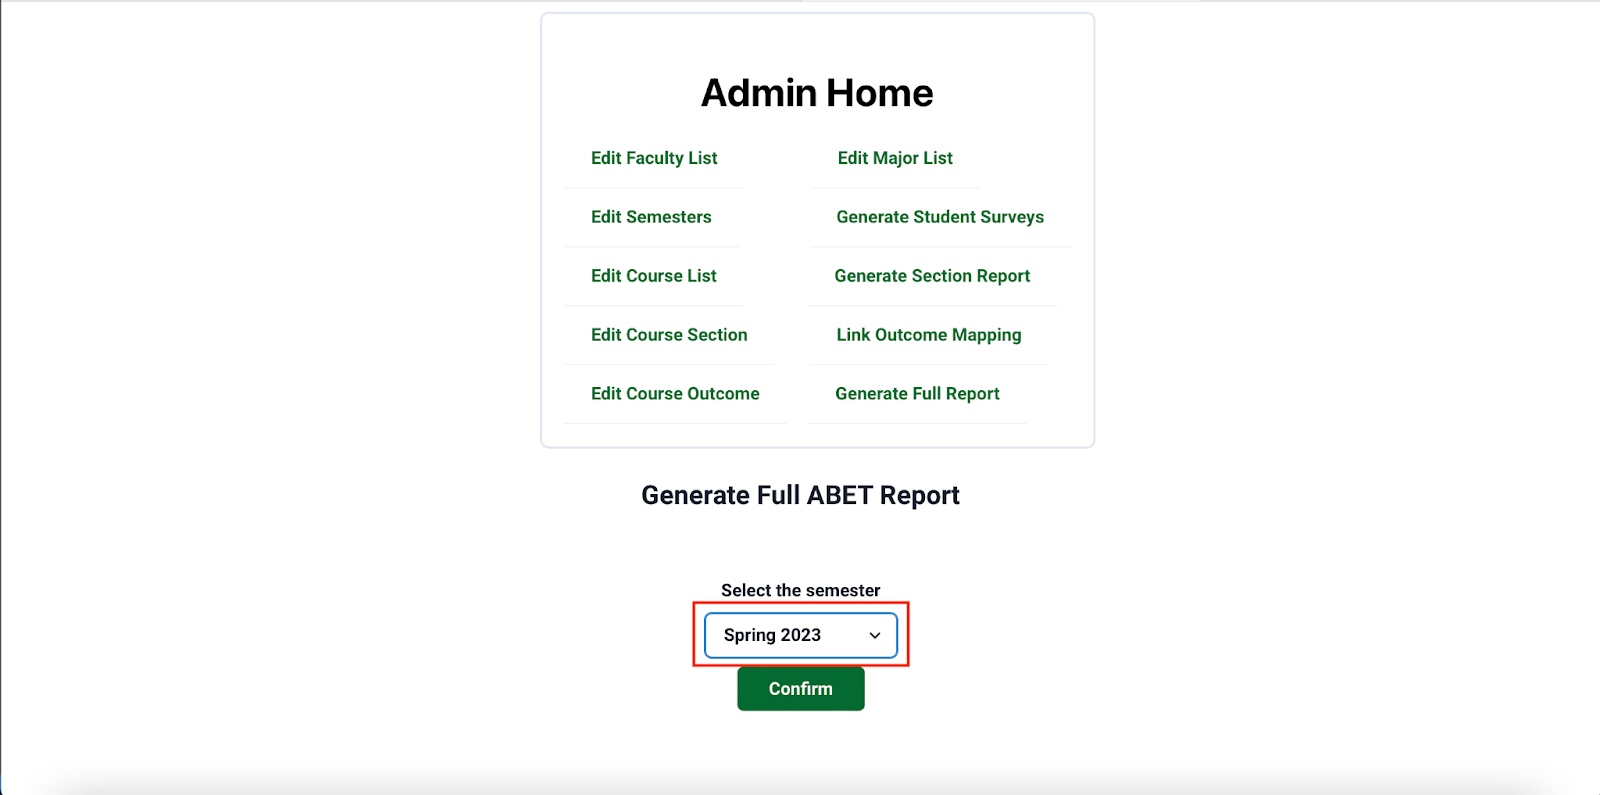 Admin Home
Edit Faculty List
Edit Major List
Edit Semesters
Generate Student Surveys
Edit Course List
Generate Section Report
Edit Course Section
Link Outcome Mapping
Edit Course Outcome
Generate Full Report
Generate Full ABET Report
Select the semester
Spring 2023
Confirm